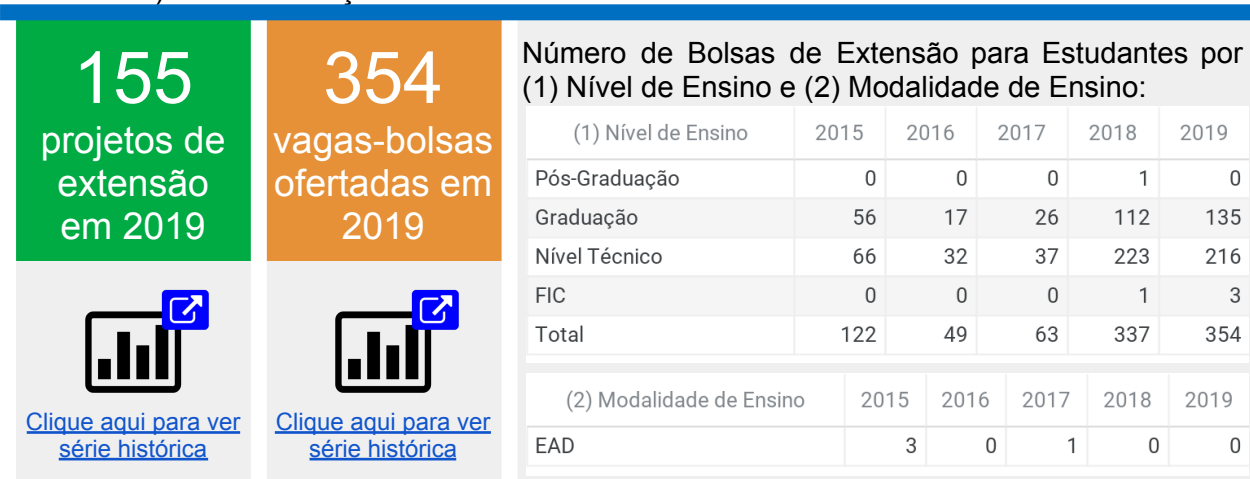 155
projetos de
extensão
em 2019
354
vagas-bolsas
ofertadas em
2019
Clique aqui para ver
série histórica
Clique aqui para ver
série histórica
Número de Bolsas de Extensão para Estudantes por
(1) Nível de Ensino e (2) Modalidade de Ensino:
(1) Nível de Ensino 2015 2016 2017 2018 2019
Pós-Graduação 0 0 0 1 0
Graduação 56 17 26 112 135
Nível Técnico 66 32 37 223 216
FIC 0 0 0 1 3
Total 122 49 63 337 354
(2) Modalidade de Ensino 2015 2016 2017 2018 2019
EAD 3 0 1 0 0